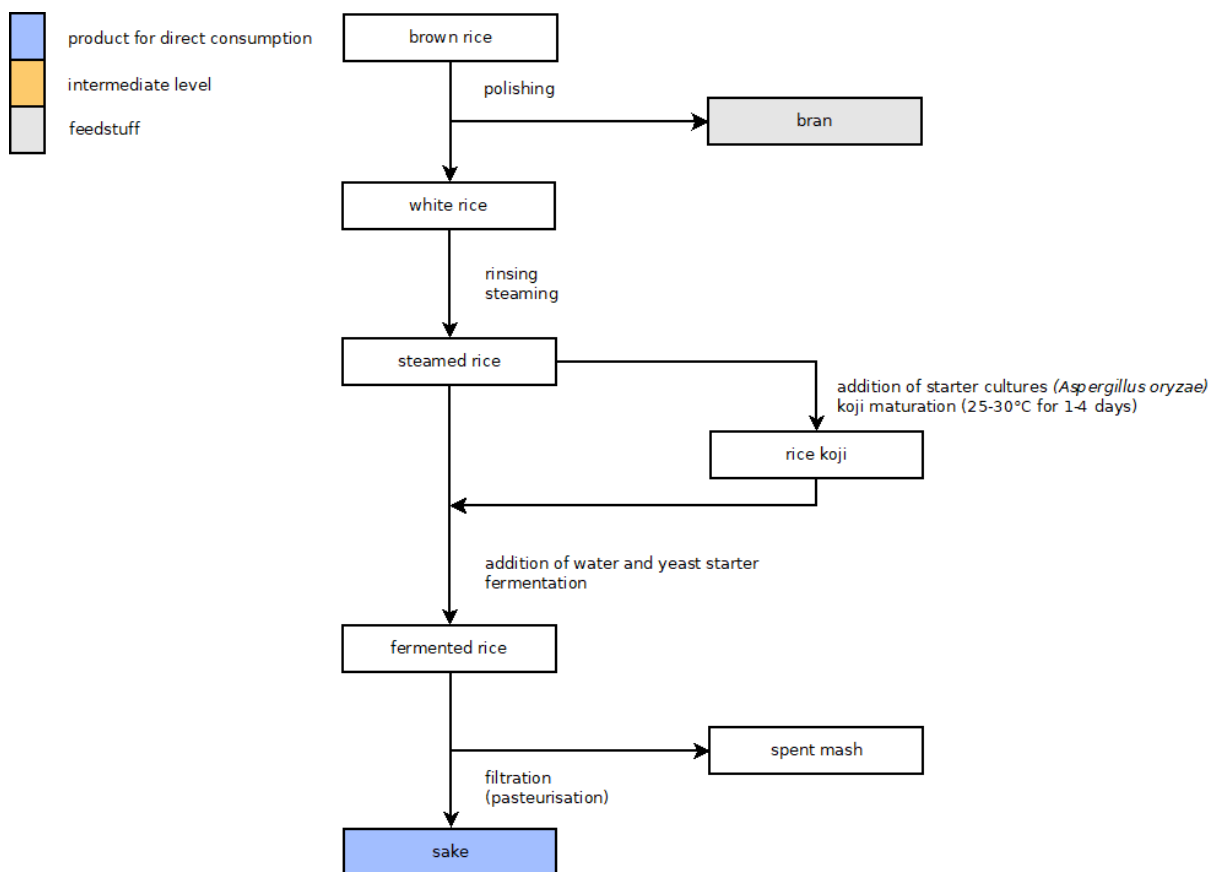 product for direct consumption
intermediate level
feedstuff
brown rice
polishing
bran
white rice
rinsing
steaming
steamed rice
addition of starter cultures (Aspergillus oryzae)
koji maturation (25-30°C for 1-4 days)
rice koji
addition of water and yeast starter
fermentation
fermented rice
spent mash
filtration
(pasteurisation)
sake